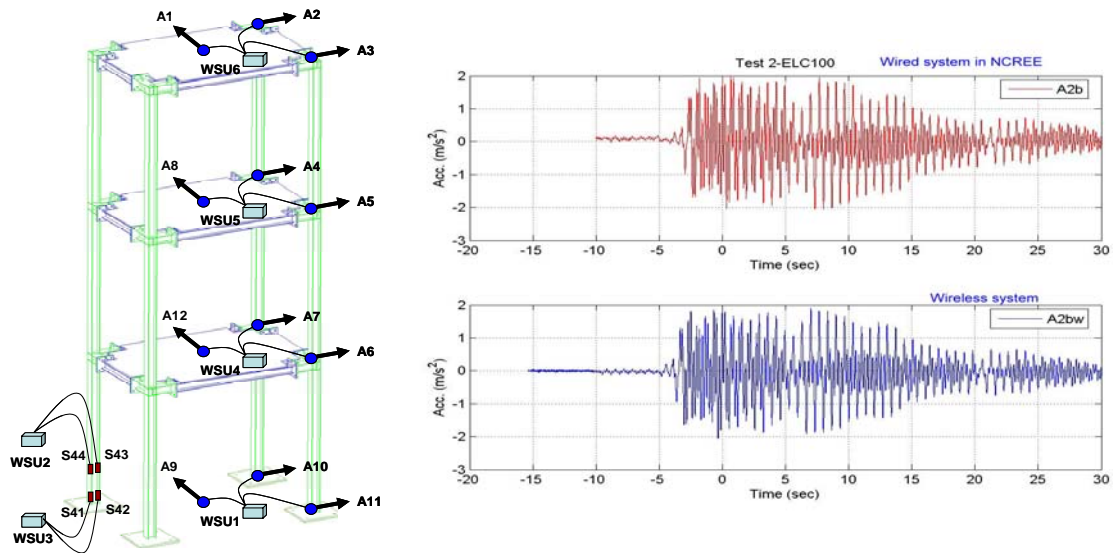 A1
A2
A3
WSU6
A8
A4
A5
WSU5
A12
A7
A6
WSU4
WSU2
S44
S43
S41
S42
WSU3
A9
A10
A11
WSU1
Test 2-ELC100
Wired system in NCREE
A2b
Acc. (m/s²)
2
1
0
-1
-2
-3
-20 -15 -10 -5 0 5 10 15 20 25 30
Time (sec)
Wireless system
A2bw
Acc. (m/s²)
2
1
0
-1
-2
-3
-20 -15 -10 -5 0 5 10 15 20 25 30
Time (sec)